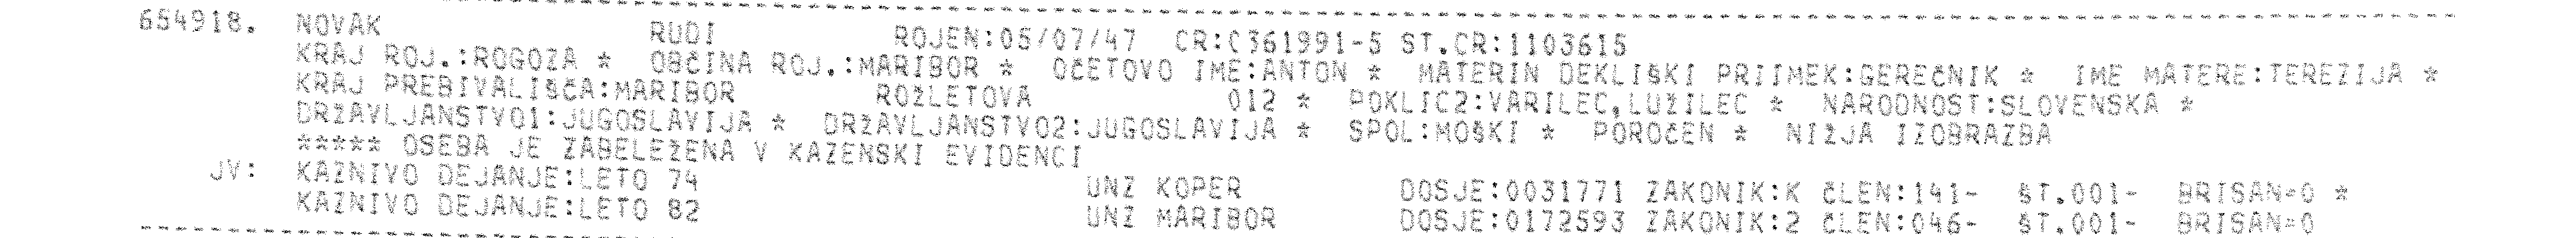 654918. NOVAK RUDI ROJEN:05/07/47 CR:C361991-5 ST.CR:1103615
KRAJ ROJ.:ROGOZA * OBČINA ROJ.:MARIBOR * OČETOVO IME:ANTON * MATERIN DEKLIŠKI PRIIMEK:GEREČNIK * IME MATERE:TEREZIJA *
KRAJ PREBIVALIŠČA:MARIBOR ROŽLETOVA 012 * POKLIC2:VARILEC,LUŽILEC * NARODNOST:SLOVENSKA *
DRŽAVLJANSTVO1:JUGOSLAVIJA * DRŽAVLJANSTVO2:JUGOSLAVIJA * SPOL:MOŠKI * POROČEN * NIŽJA IZOBRAZBA
***** OSEBA JE ZABELEŽENA V KAZENSKI EVIDENCI
JV: KAZNIVO DEJANJE:LETO 74 UNZ KOPER DOSJE:0031771 ZAKONIK:K ČLEN:141- ŠT.001- BRISAN=0 *
KAZNIVO DEJANJE:LETO 82 UNZ MARIBOR DOSJE:0172593 ZAKONIK:2 ČLEN:046- ŠT.001- BRISAN=0